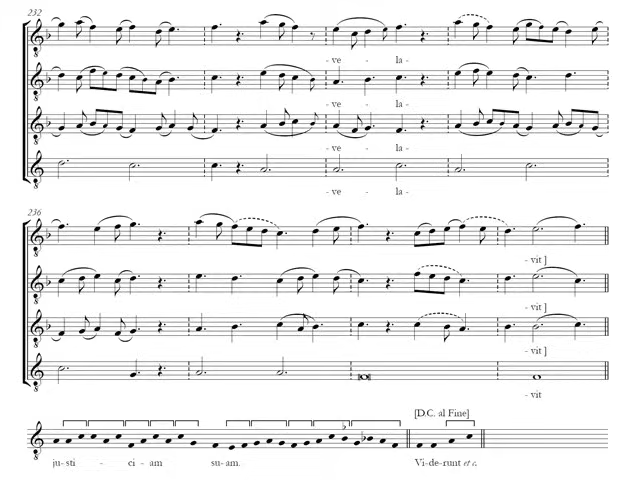 232
- ve - la -
- ve - la -
- ve - la -
- ve - la -
236
- vit ]
- vit ]
- vit ]
- vit
[D.C. al Fine]
ju- sti - ci - am su-am. Vi-de-runt et c.